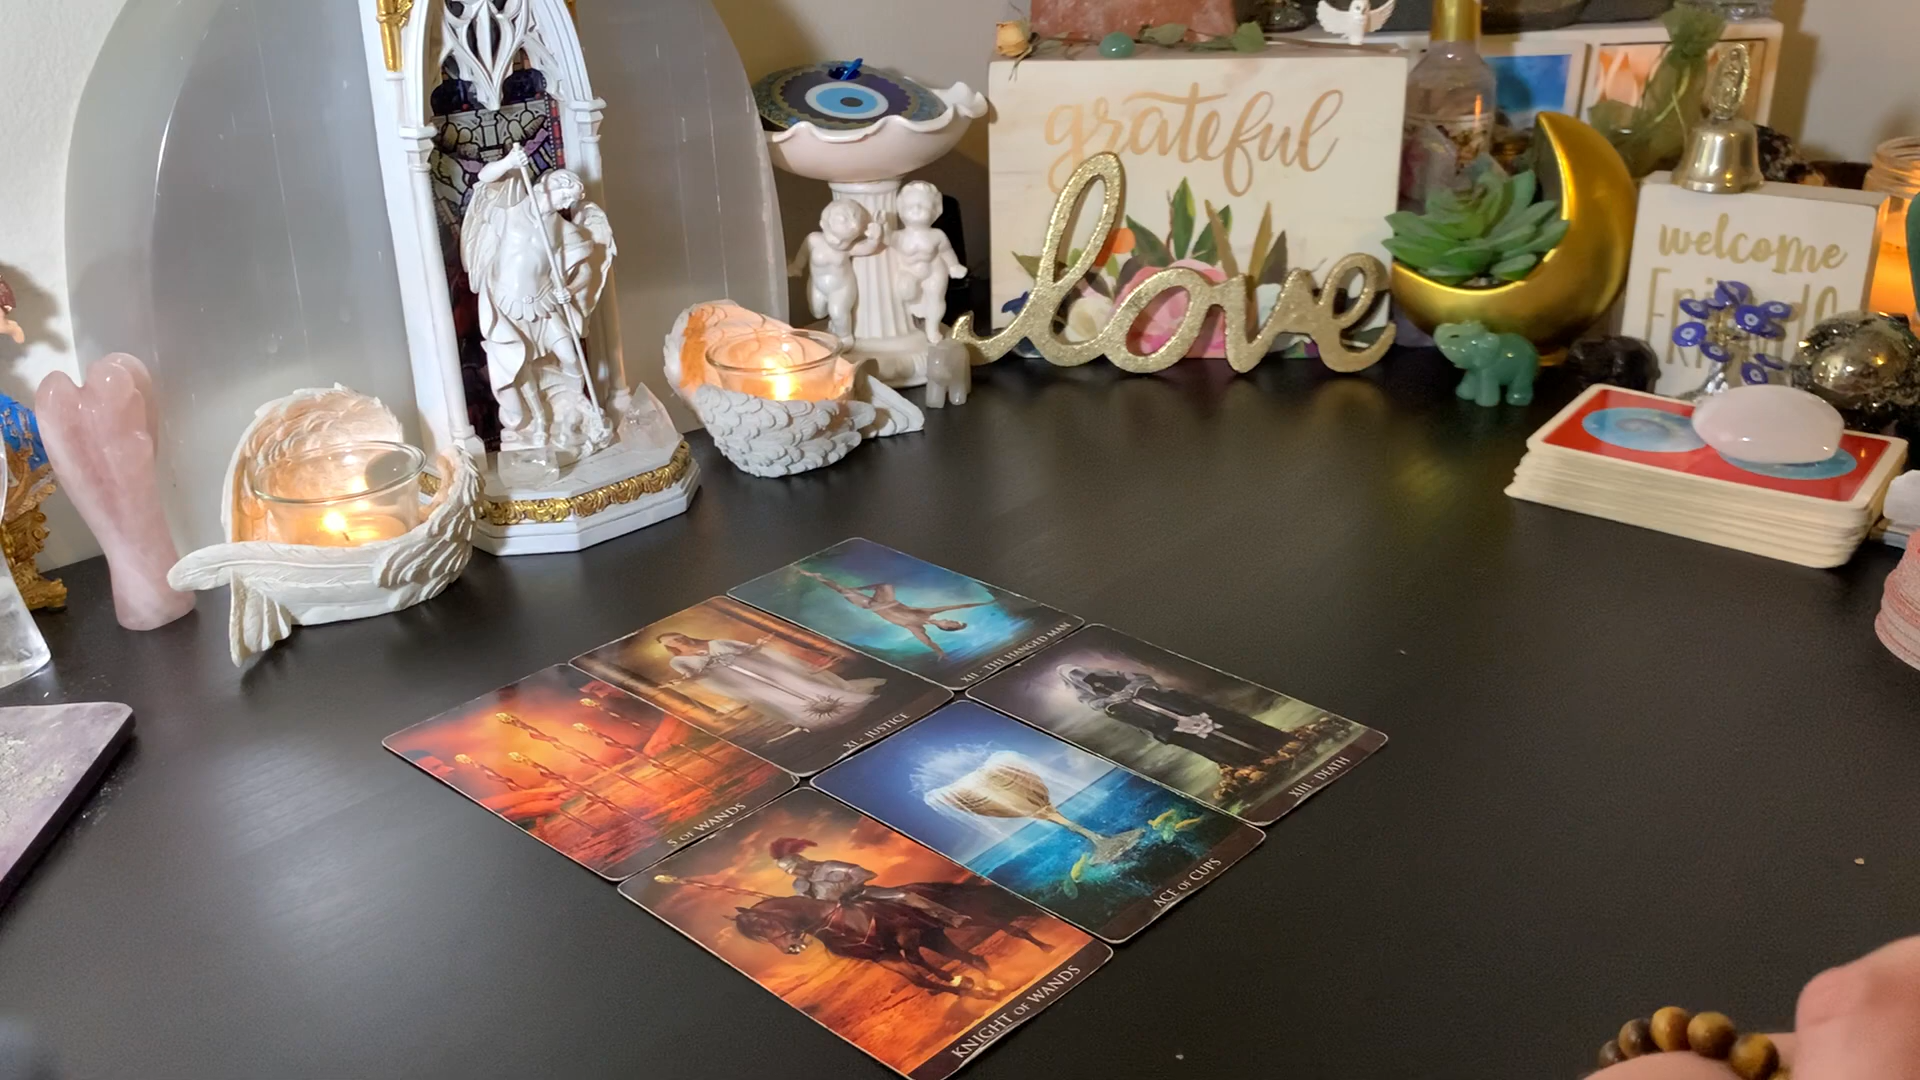 grateful
love
welcome
Friends
XII - THE HANGED MAN
XI - JUSTICE
XIII - DEATH
5 OF WANDS
ACE OF CUPS
KNIGHT OF WANDS